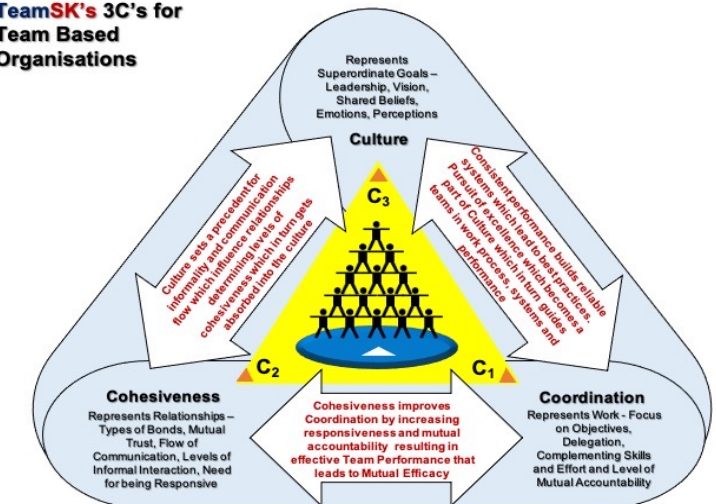 TeamSK's 3C's for
Team Based
Organisations
Represents
Superordinate Goals –
Leadership, Vision,
Shared Beliefs,
Emotions, Perceptions
Culture
C3
Culture sets a precedent for
informality and communication
flow which influence relationships
determining levels of
cohesiveness which in turn gets
absorbed into the culture
Consistent performance builds reliable
systems which lead to best practices.
Pursuit of excellence which becomes a
part of Culture which in turn guides
teams in work process, systems and
performance
C2
C1
Cohesiveness
Represents Relationships –
Types of Bonds, Mutual
Trust, Flow of
Communication, Levels of
Informal Interaction, Need
for being Responsive
Cohesiveness improves
Coordination by increasing
responsiveness and mutual
accountability resulting in
effective Team Performance that
leads to Mutual Efficacy
Coordination
Represents Work - Focus
on Objectives,
Delegation,
Complementing Skills
and Effort and Level of
Mutual Accountability